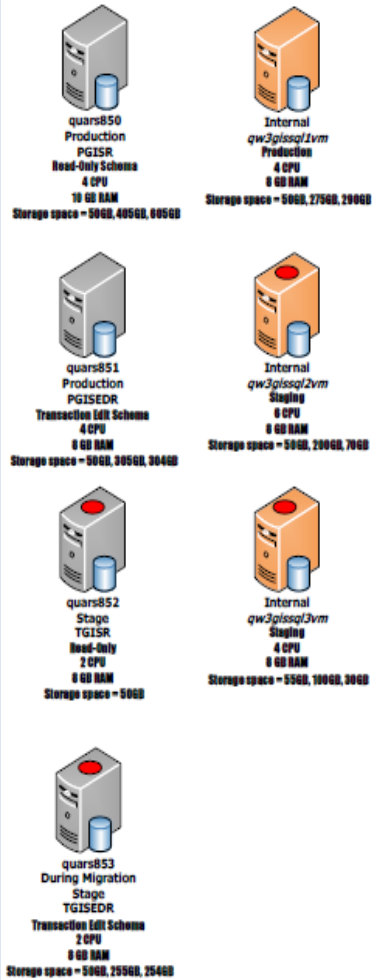 quars850
Production
PGISR
Read-Only Schema
4 CPU
10 GB RAM
Storage space = 50GB, 405GB, 605GB
Internal
qw3gissql1vm
Production
4 CPU
8 GB RAM
Storage space = 50GB, 275GB, 290GB
quars851
Production
PGISEDR
Transaction Edit Schema
4 CPU
8 GB RAM
Storage space = 50GB, 305GB, 304GB
Internal
qw3gissql2vm
Staging
6 CPU
8 GB RAM
Storage space = 50GB, 200GB, 70GB
quars852
Stage
TGISR
Read-Only
2 CPU
8 GB RAM
Storage space = 50GB
Internal
qw3gissql3vm
Staging
4 CPU
8 GB RAM
Storage space = 55GB, 100GB, 30GB
quars853
During Migration
Stage
TGISEDR
Transaction Edit Schema
2 CPU
8 GB RAM
Storage space = 50GB, 255GB, 254GB